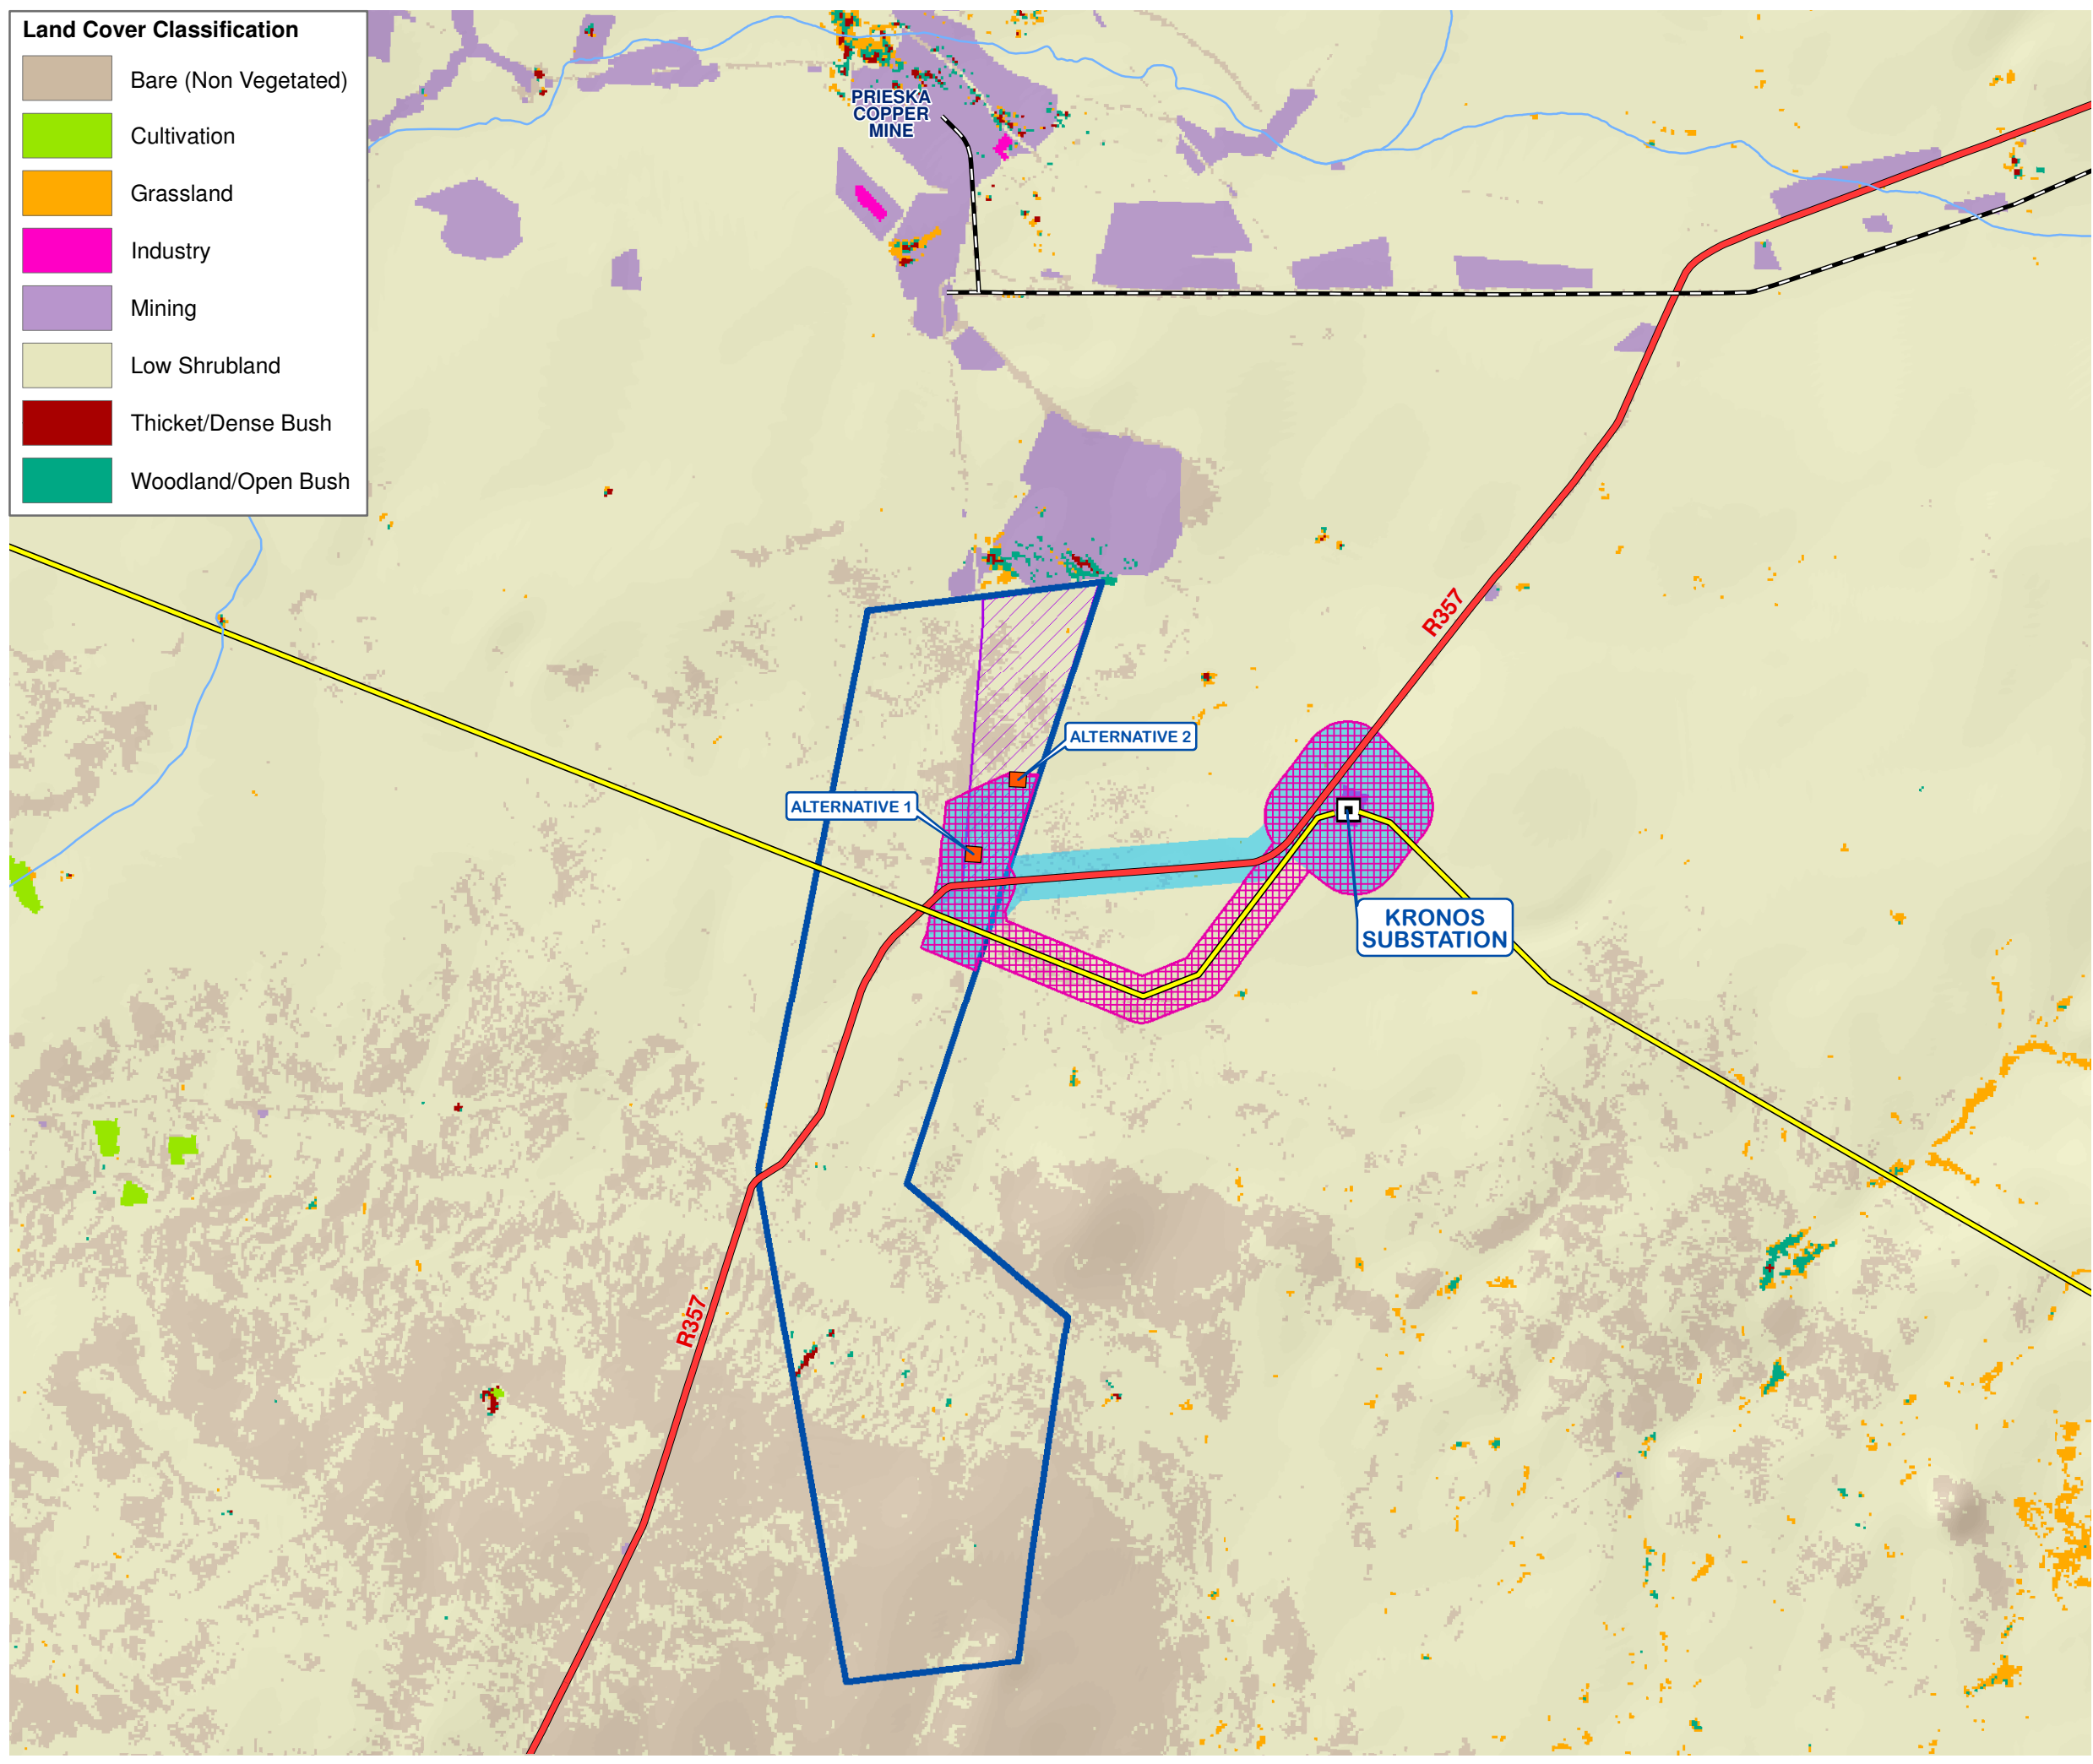 Land Cover Classification
Bare (Non Vegetated)
Cultivation
Grassland
Industry
Mining
Low Shrubland
Thicket/Dense Bush
Woodland/Open Bush
PRIESKA
COPPER
MINE
R357
ALTERNATIVE 2
ALTERNATIVE 1
KRONOS
SUBSTATION
R357